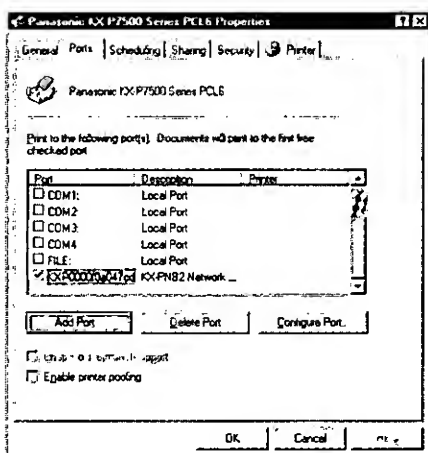 Panasonic KX P7500 Series PCL6 Properties
General Ports Scheduling Sharing Security Printer
Panasonic KX P7500 Series PCL6
Print to the following port(s). Documents will print to the first free
checked port
Port Description Printer
COM1: Local Port
COM2 Local Port
COM3: Local Port
COM4 Local Port
FILE: Local Port
KX-PNB2 Network ...
Add Port Delete Port Configure Port..
Enable printer pooling
OK Cancel